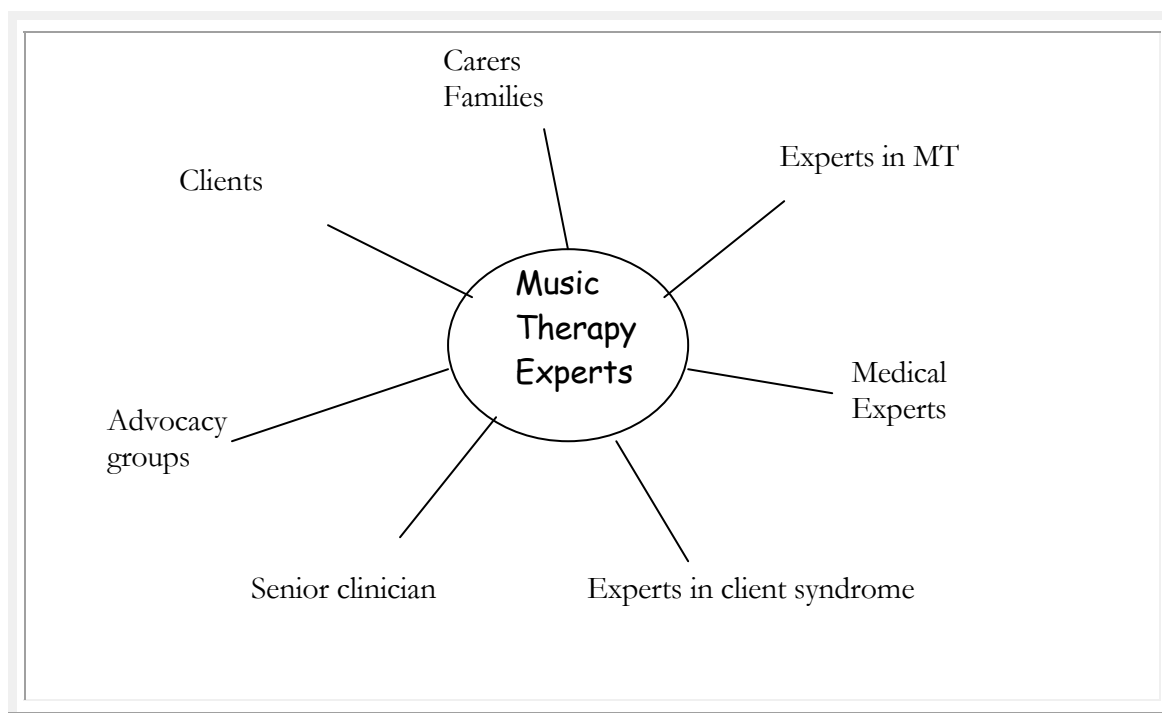 Carers
Families
Experts in MT
Clients
Music
Therapy
Experts
Medical
Experts
Advocacy
groups
Senior clinician
Experts in client syndrome